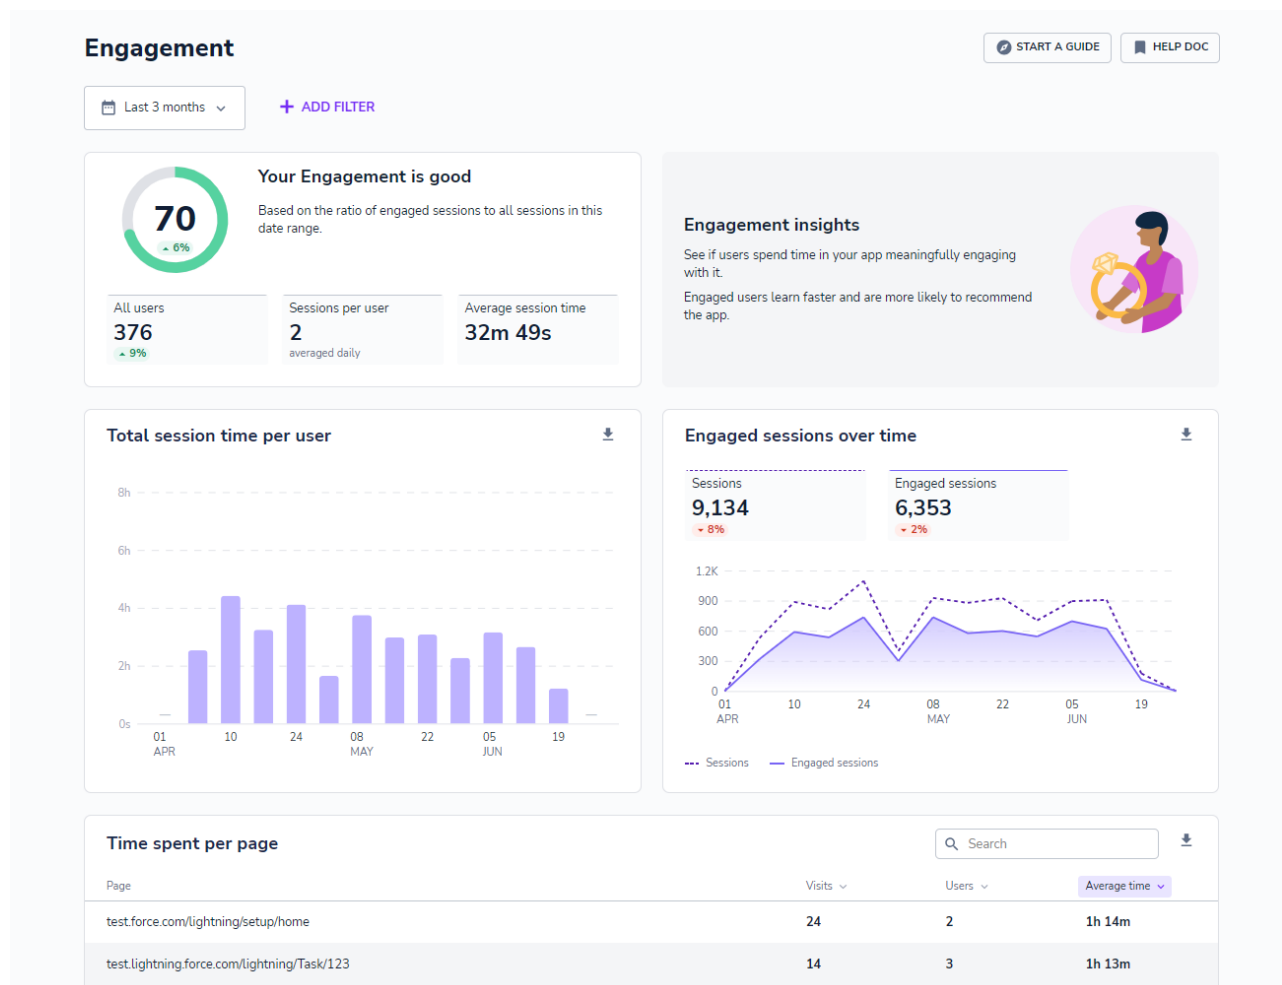 Engagement
START A GUIDE
HELP DOC
Last 3 months
ADD FILTER
70
6%
Your Engagement is good
Based on the ratio of engaged sessions to all sessions in this
date range.
All users
376
9%
Sessions per user
2
averaged daily
Average session time
32m 49s
Engagement insights
See if users spend time in your app meaningfully engaging
with it.
Engaged users learn faster and are more likely to recommend
the app.
Total session time per user
8h
6h
4h
2h
0s
01 10 24 08 22 05 19
APR MAY JUN
Engaged sessions over time
Sessions
9,134
8%
Engaged sessions
6,353
2%
1.2K
900
600
300
0
01 10 24 08 22 05 19
APR MAY JUN
Sessions Engaged sessions
Time spent per page
Search
Page Visits Users Average time
test.force.com/lightning/setup/home 24 2 1h 14m
test.lightning.force.com/lightning/Task/123 14 3 1h 13m